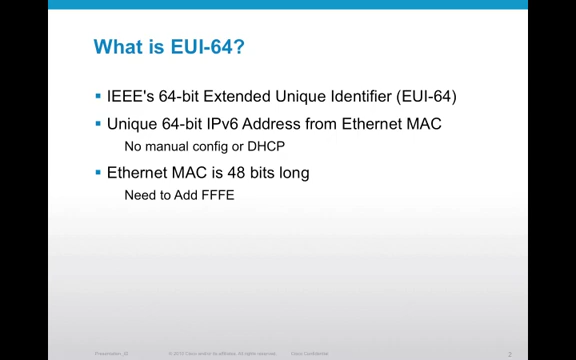 What is EUI-64?
IEEE's 64-bit Extended Unique Identifier (EUI-64)
Unique 64-bit IPv6 Address from Ethernet MAC
No manual config or DHCP
Ethernet MAC is 48 bits long
Need to Add FFFE
Presentation_ID © 2010 Cisco and/or its affiliates. All rights reserved. Cisco Confidential 2